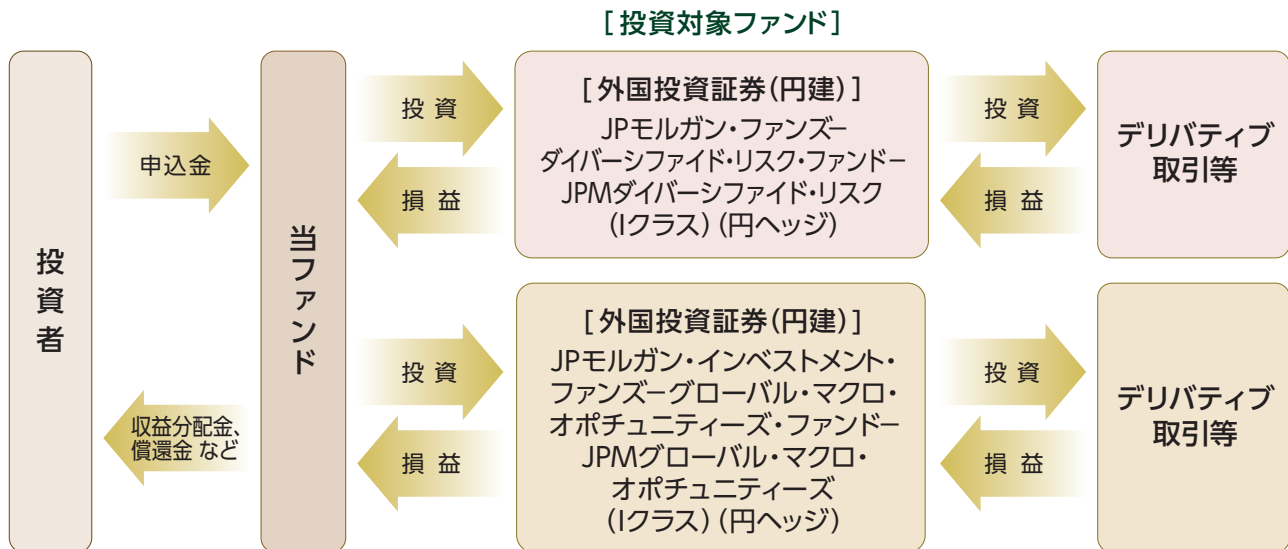 [投資対象ファンド]
投資者
申込金
収益分配金、
償還金 など
当ファンド
投資
損益
[外国投資証券(円建)]
JPモルガン・ファンズ－
ダイバーシファイド・リスク・ファンド－
JPMダイバーシファイド・リスク
(Iクラス)(円ヘッジ)
投資
損益
デリバティブ
取引等
投資
損益
[外国投資証券(円建)]
JPモルガン・インベストメント・
ファンズ－グローバル・マクロ・
オポチュニティーズ・ファンド－
JPMグローバル・マクロ・
オポチュニティーズ
(Iクラス)(円ヘッジ)
投資
損益
デリバティブ
取引等